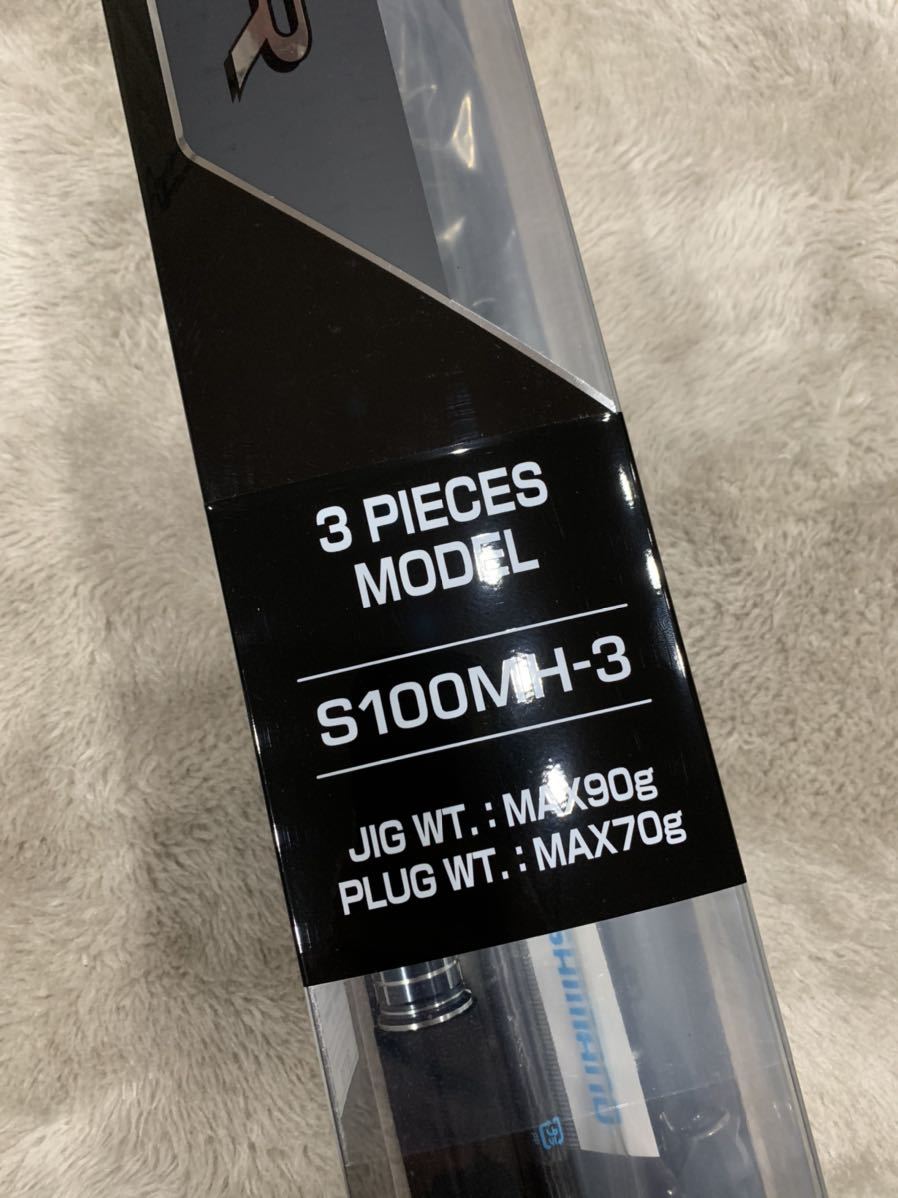 R
3 PIECES
MODEL
S100MH-3
JIG WT.: MAX90g
PLUG WT.: MAX70g
SHIMANO